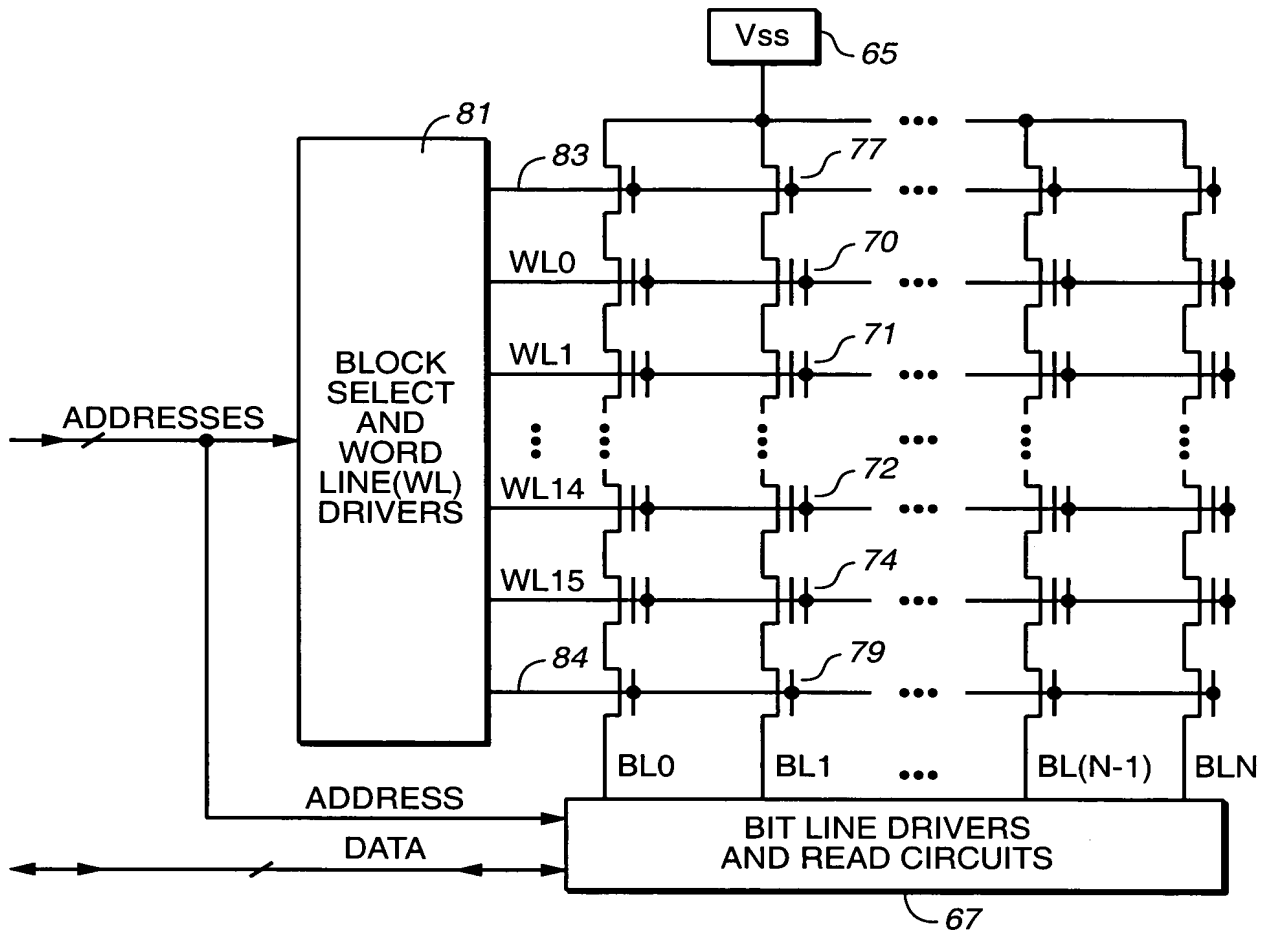 Vss
65
81
83
77
WL0
70
WL1
71
BLOCK
SELECT
AND
WORD
LINE(WL)
DRIVERS
ADDRESSES
WL14
72
WL15
74
84
79
BL0
BL1
BL(N-1)
BLN
ADDRESS
DATA
BIT LINE DRIVERS
AND READ CIRCUITS
67